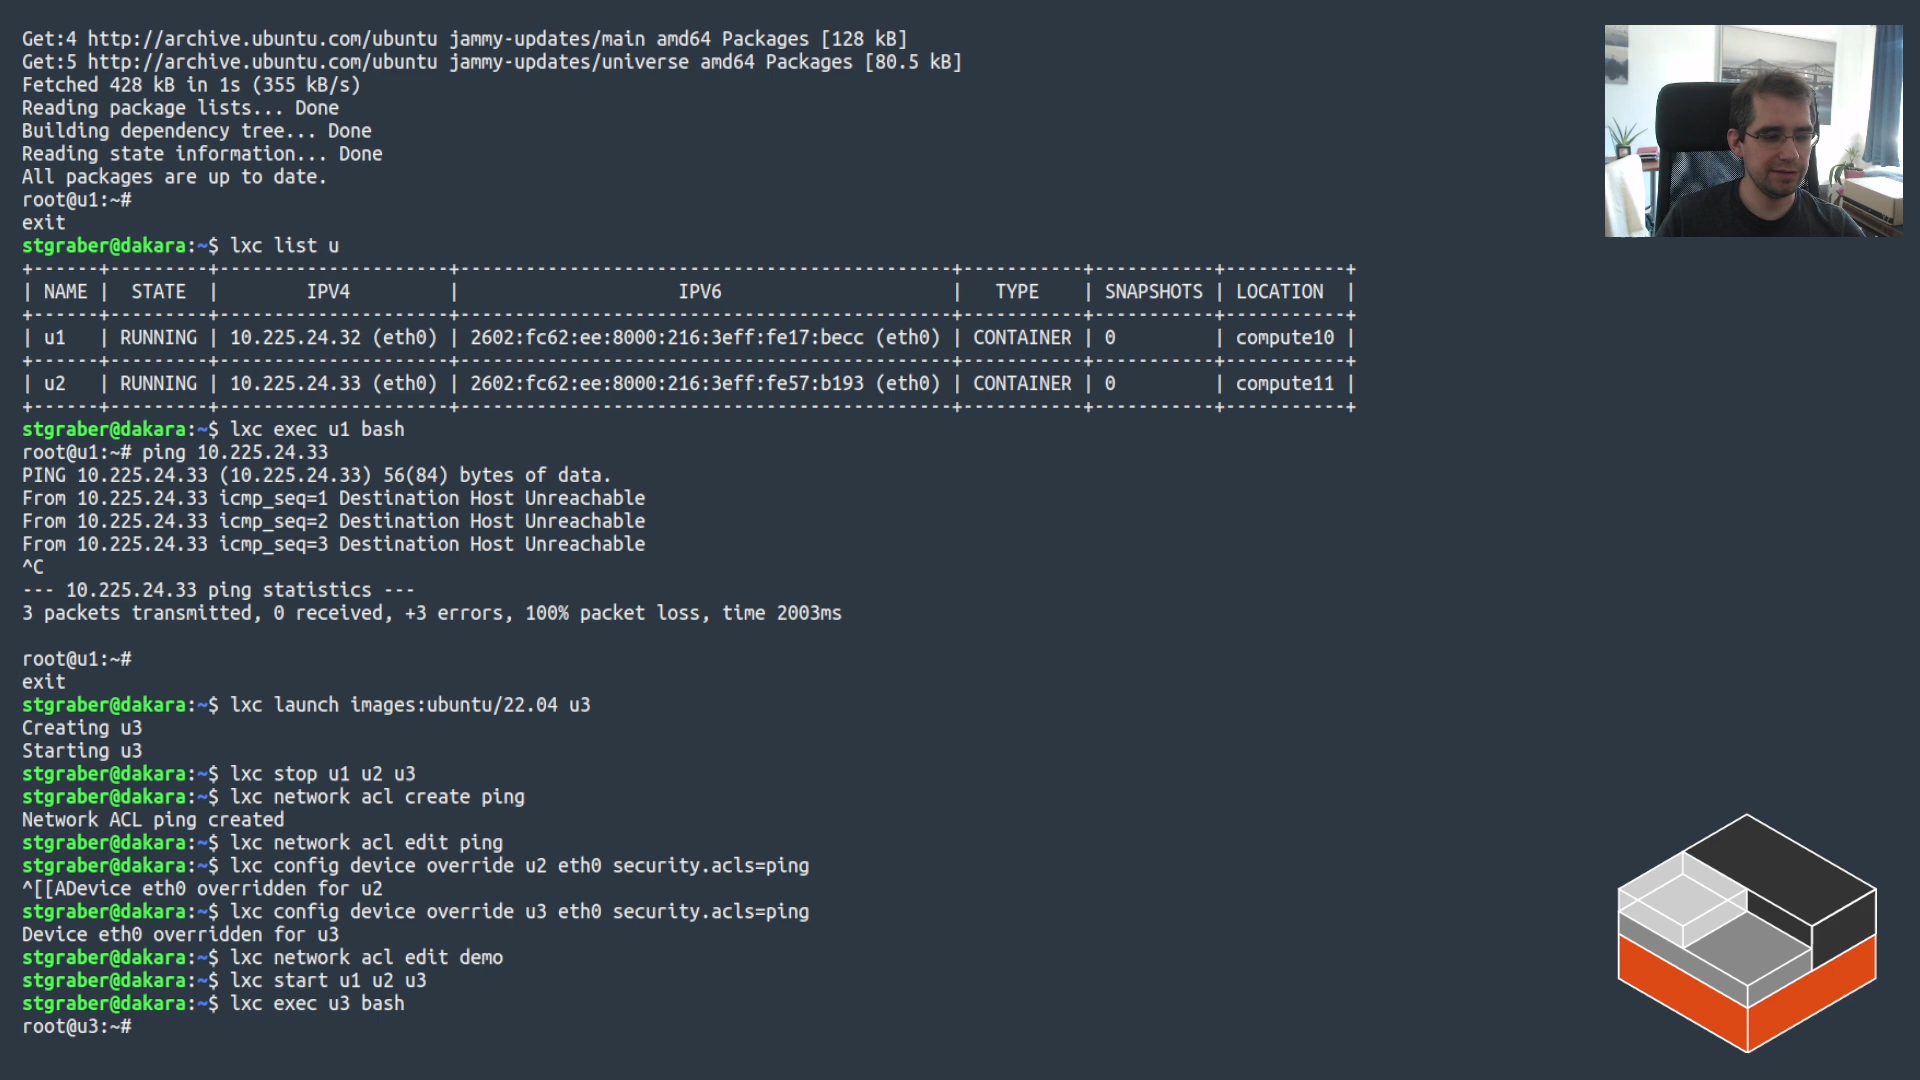 Get:4 http://archive.ubuntu.com/ubuntu jammy-updates/main amd64 Packages [128 kB]
Get:5 http://archive.ubuntu.com/ubuntu jammy-updates/universe amd64 Packages [80.5 kB]
Fetched 428 kB in 1s (355 kB/s)
Reading package lists... Done
Building dependency tree... Done
Reading state information... Done
All packages are up to date.
root@u1:~#
exit
stgraber@dakara:~$ lxc list u
+------+---------+---------------------+---------------------------------------------+-----------+-----------+-----------+
| NAME |  STATE  |        IPV4         |                    IPV6                     |   TYPE    | SNAPSHOTS | LOCATION  |
+------+---------+---------------------+---------------------------------------------+-----------+-----------+-----------+
| u1   | RUNNING | 10.225.24.32 (eth0) | 2602:fc62:ee:8000:216:3eff:fe17:becc (eth0) | CONTAINER | 0         | compute10 |
+------+---------+---------------------+---------------------------------------------+-----------+-----------+-----------+
| u2   | RUNNING | 10.225.24.33 (eth0) | 2602:fc62:ee:8000:216:3eff:fe57:b193 (eth0) | CONTAINER | 0         | compute11 |
+------+---------+---------------------+---------------------------------------------+-----------+-----------+-----------+
stgraber@dakara:~$ lxc exec u1 bash
root@u1:~# ping 10.225.24.33
PING 10.225.24.33 (10.225.24.33) 56(84) bytes of data.
From 10.225.24.33 icmp_seq=1 Destination Host Unreachable
From 10.225.24.33 icmp_seq=2 Destination Host Unreachable
From 10.225.24.33 icmp_seq=3 Destination Host Unreachable
^C
--- 10.225.24.33 ping statistics ---
3 packets transmitted, 0 received, +3 errors, 100% packet loss, time 2003ms
root@u1:~#
exit
stgraber@dakara:~$ lxc launch images:ubuntu/22.04 u3
Creating u3
Starting u3
stgraber@dakara:~$ lxc stop u1 u2 u3
stgraber@dakara:~$ lxc network acl create ping
Network ACL ping created
stgraber@dakara:~$ lxc network acl edit ping
stgraber@dakara:~$ lxc config device override u2 eth0 security.acls=ping
^[[ADevice eth0 overridden for u2
stgraber@dakara:~$ lxc config device override u3 eth0 security.acls=ping
Device eth0 overridden for u3
stgraber@dakara:~$ lxc network acl edit demo
stgraber@dakara:~$ lxc start u1 u2 u3
stgraber@dakara:~$ lxc exec u3 bash
root@u3:~#